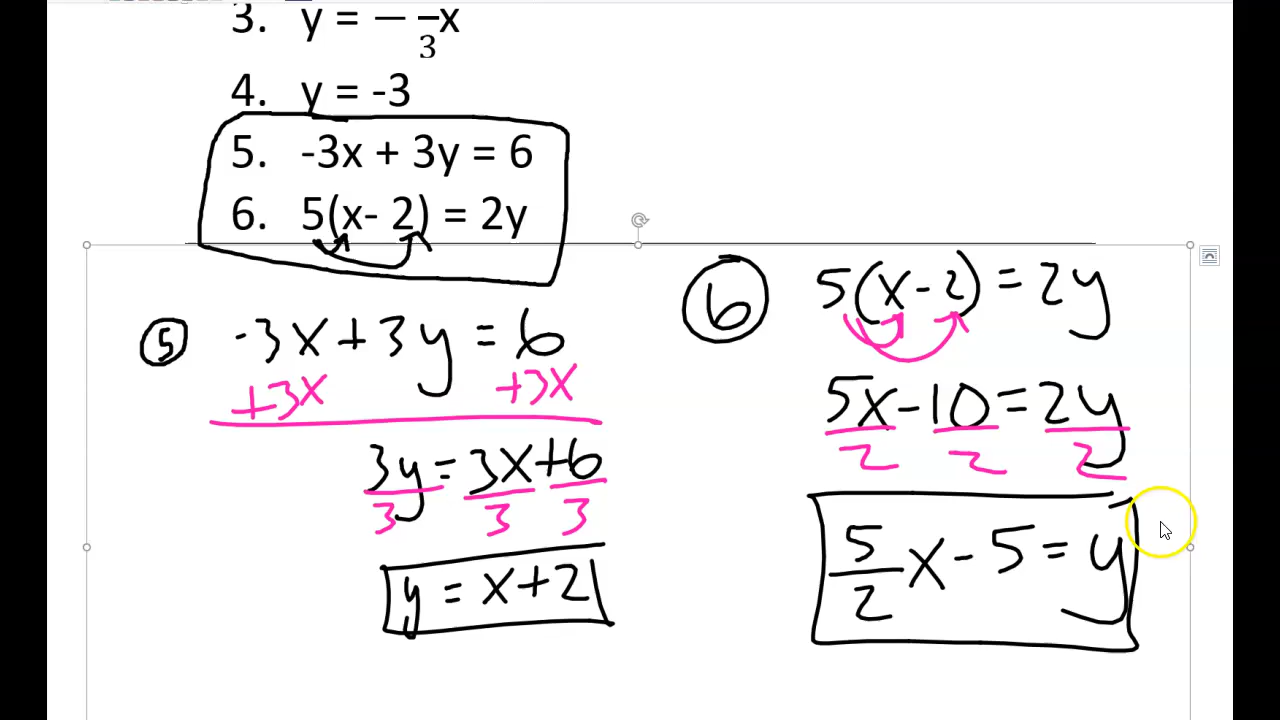 3. y = − –x
3
4. y = -3
5. -3x + 3y = 6
6. 5(x- 2) = 2y
5 -3x + 3y = 6
+3x +3x
3y = 3x + 6
3 3 3
y = x + 2
6 5(x - 2) = 2y
5x - 10 = 2y
2 2 2
5/2 x - 5 = y